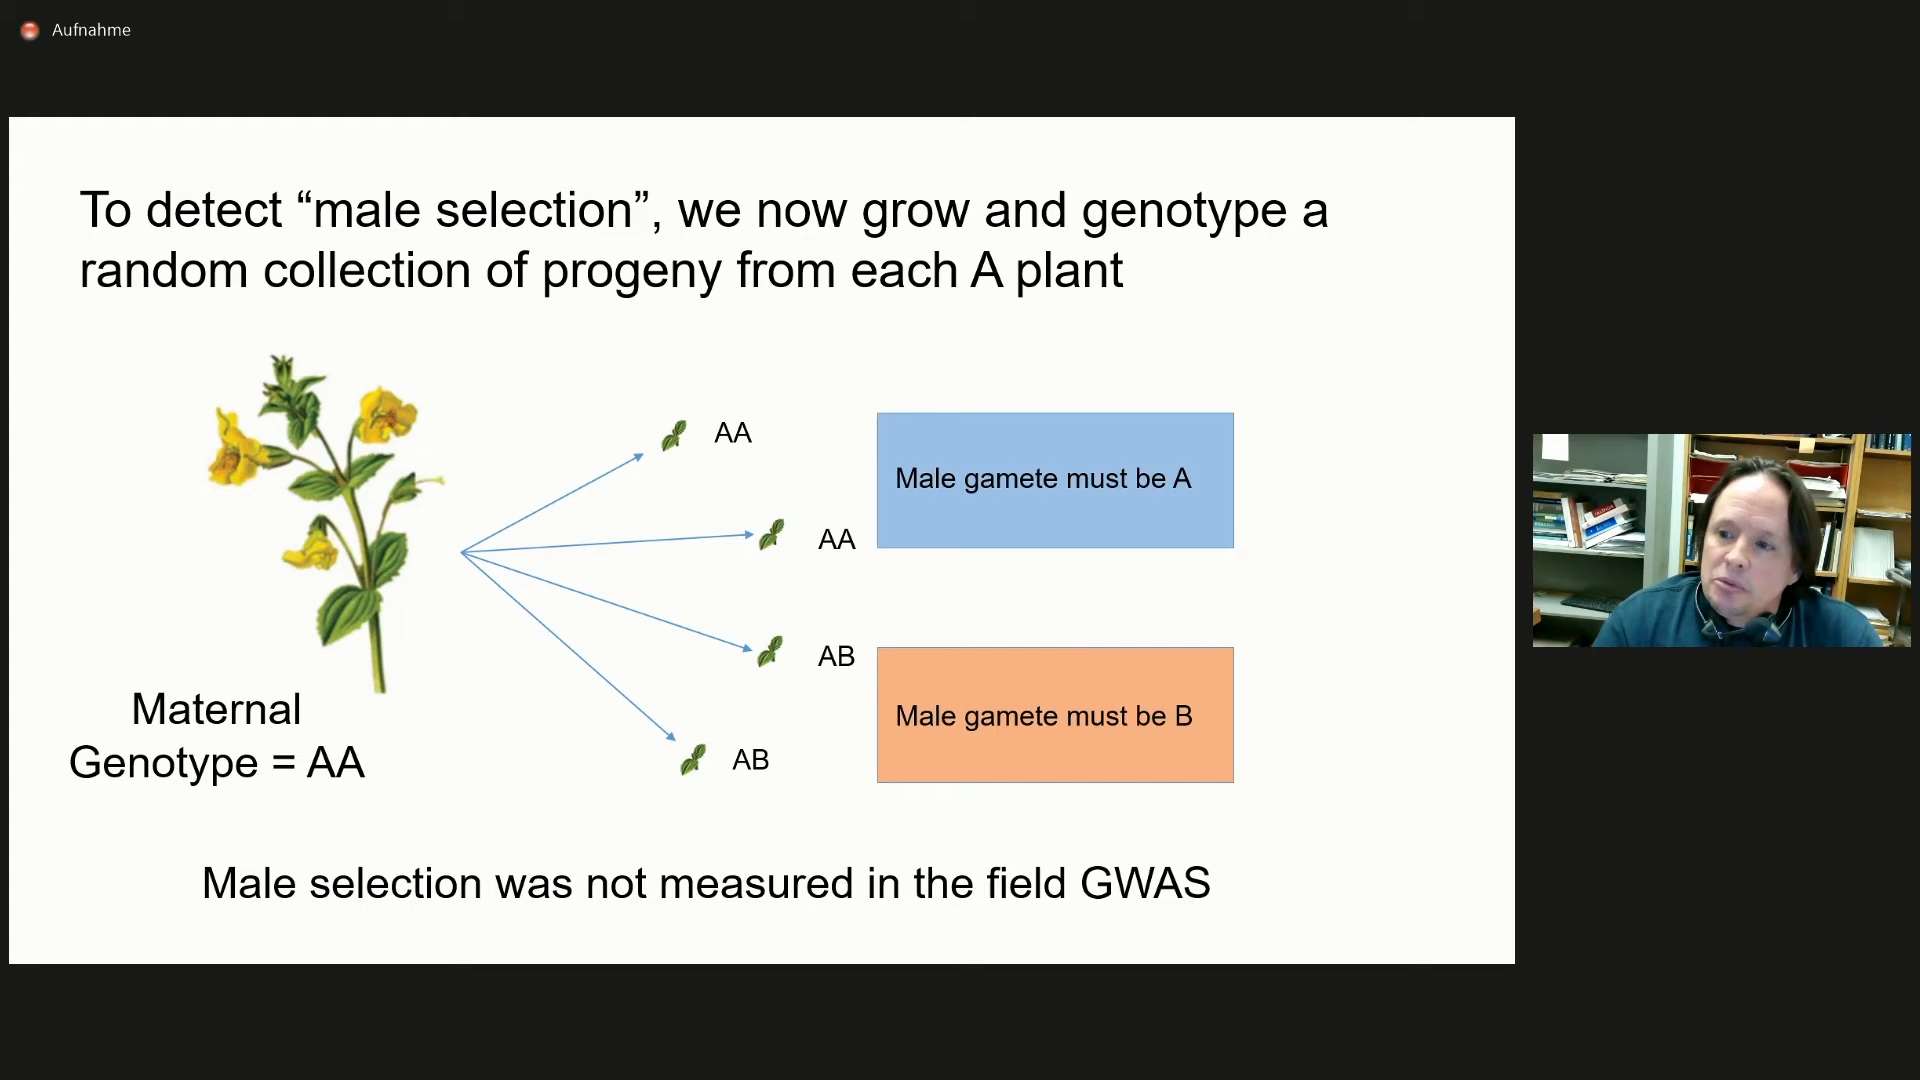 Aufnahme
To detect “male selection”, we now grow and genotype a
random collection of progeny from each A plant
AA
Male gamete must be A
AA
AB
Male gamete must be B
AB
Maternal
Genotype = AA
Male selection was not measured in the field GWAS